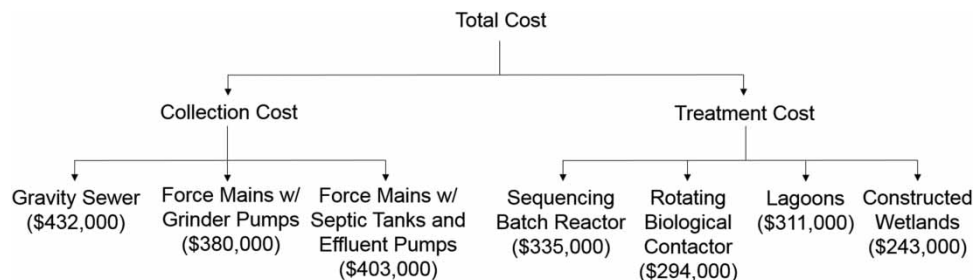 Total Cost
Collection Cost
Treatment Cost
Gravity Sewer
($432,000)
Force Mains w/
Grinder Pumps
($380,000)
Force Mains w/
Septic Tanks and
Effluent Pumps
($403,000)
Sequencing
Batch Reactor
($335,000)
Rotating
Biological
Contactor
($294,000)
Lagoons
($311,000)
Constructed
Wetlands
($243,000)